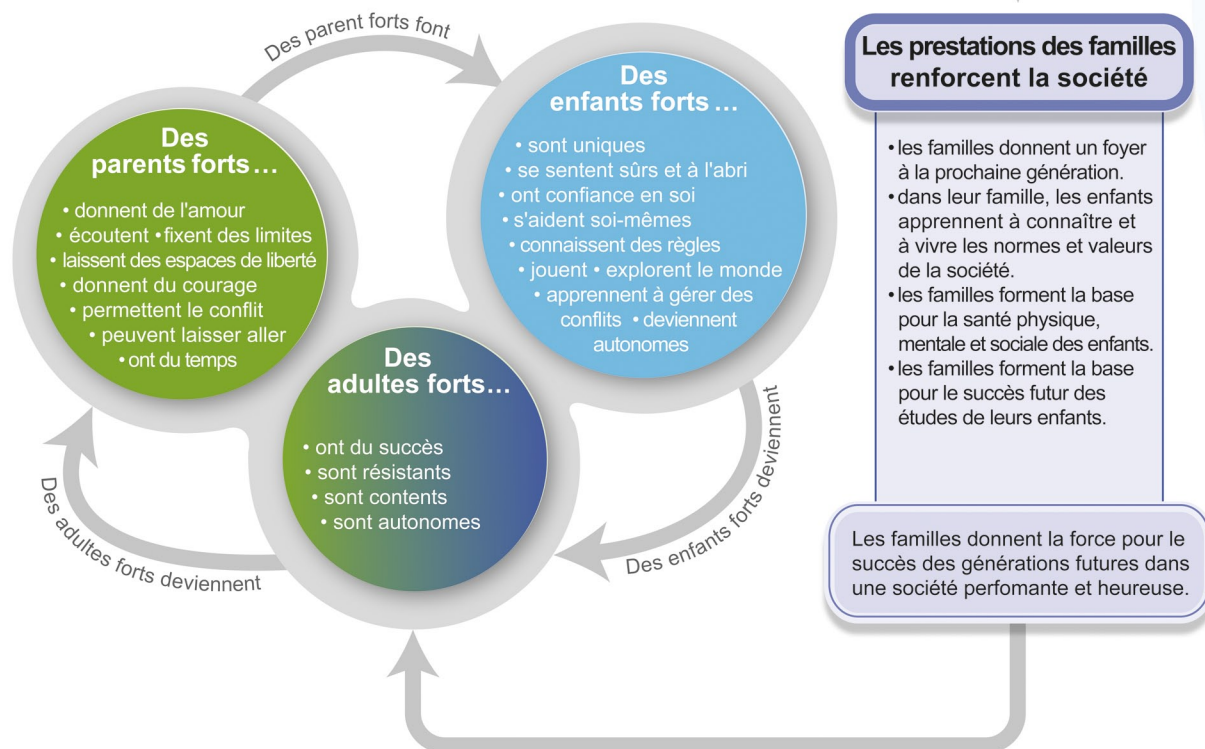 Des parent forts font
Des
parents forts...
• donnent de l'amour
• écoutent • fixent des limites
• laissent des espaces de liberté
• donnent du courage
• permettent le conflit
• peuvent laisser aller
• ont du temps
Des
enfants forts ...
• sont uniques
• se sentent sûrs et à l'abri
• ont confiance en soi
• s'aident soi-mêmes
• connaissent des règles
• jouent • explorent le monde
• apprennent à gérer des
conflits • deviennent
autonomes
Des enfants forts deviennent
Des
adultes forts...
• ont du succès
• sont résistants
• sont contents
• sont autonomes
Des adultes forts deviennent
Les prestations des familles
renforcent la société
• les familles donnent un foyer
à la prochaine génération.
• dans leur famille, les enfants
apprennent à connaître et
à vivre les normes et valeurs
de la société.
• les familles forment la base
pour la santé physique,
mentale et sociale des enfants.
• les familles forment la base
pour le succès futur des
études de leurs enfants.
Les familles donnent la force pour le
succès des générations futures dans
une société perfomante et heureuse.